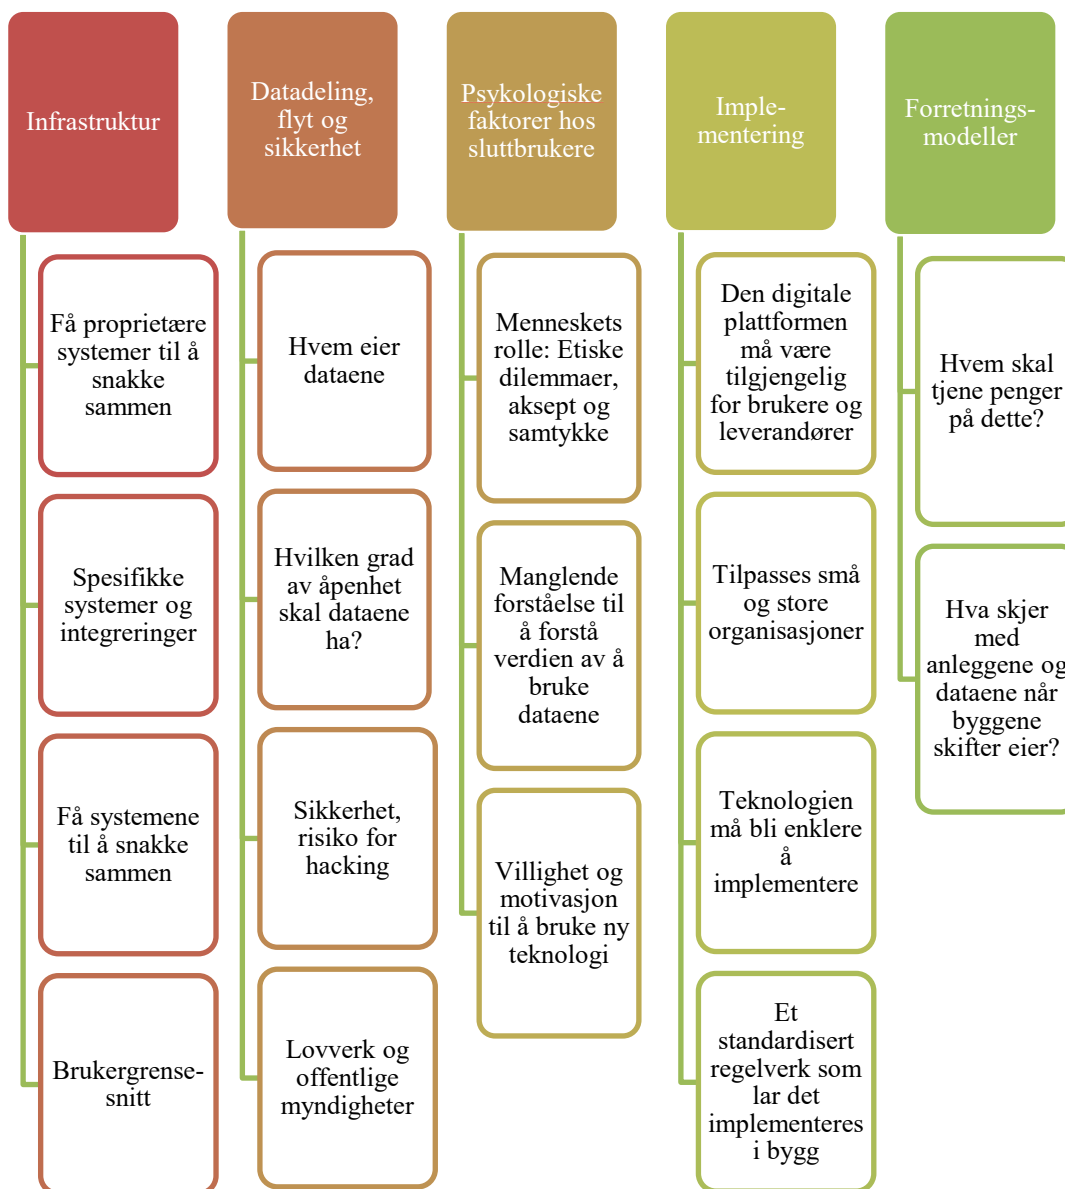 Infrastruktur
Få proprietære
systemer til å
snakke
sammen
Spesifikke
systemer og
integreringer
Få systemene
til å snakke
sammen
Brukergrense-
snitt
Datadeling,
flyt og
sikkerhet
Hvem eier
dataene
Hvilken grad
av åpenhet
skal dataene
ha?
Sikkerhet,
risiko for
hacking
Lovverk og
offentlige
myndigheter
Psykologiske
faktorer hos
sluttbrukere
Menneskets
rolle: Etiske
dilemmaer,
aksept og
samtykke
Manglende
forståelse til
å forstå
verdien av å
bruke
dataene
Villighet og
motivasjon
til å bruke ny
teknologi
Imple-
mentering
Den digitale
plattformen
må være
tilgjengelig
for brukere og
leverandører
Tilpasses små
og store
organisasjoner
Teknologien
må bli enklere
å
implementere
Et
standardisert
regelverk som
lar det
implementeres
i bygg
Forretnings-
modeller
Hvem skal
tjene penger
på dette?
Hva skjer
med
anleggene og
dataene når
byggene
skifter eier?